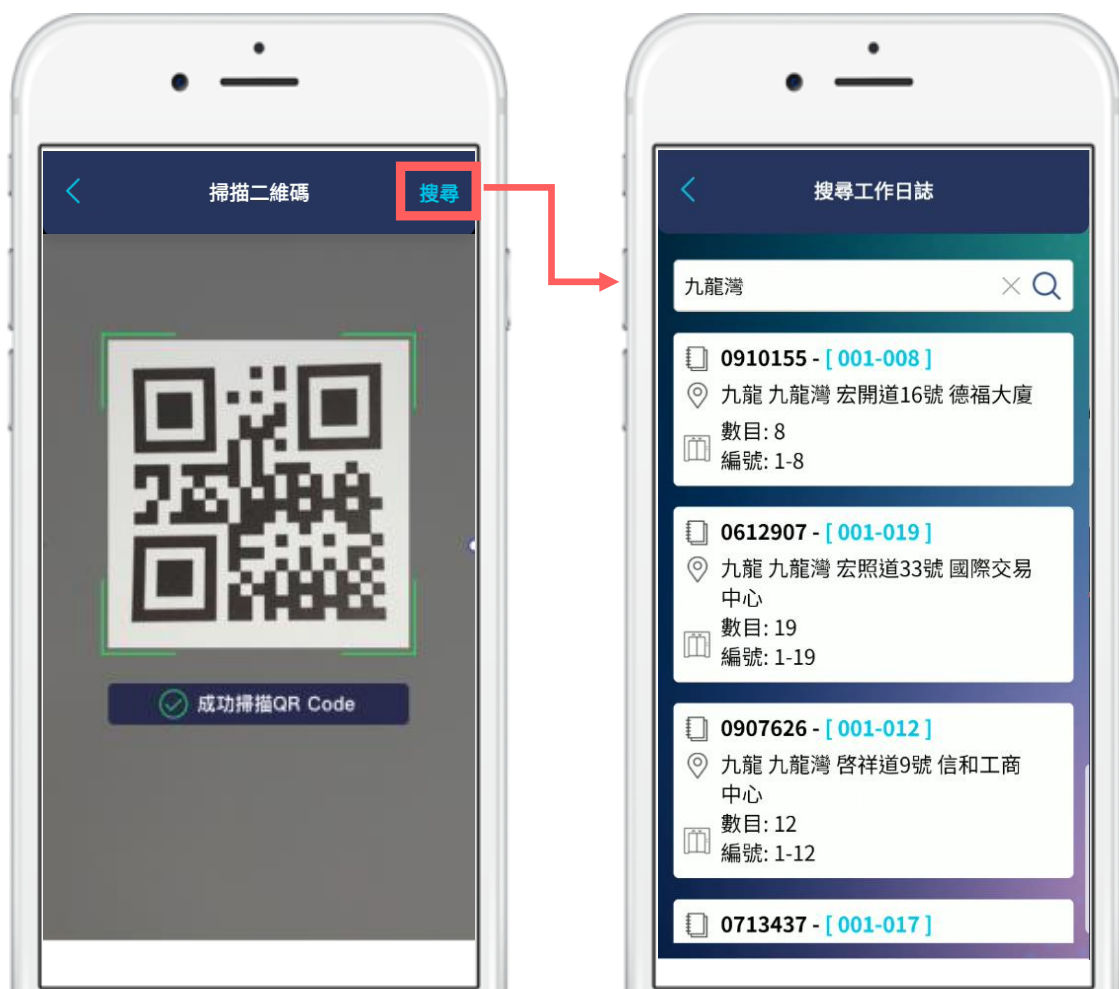 掃描二維碼
搜尋
成功掃描QR Code
搜尋工作日誌
九龍灣
0910155 - [ 001-008 ]
九龍 九龍灣 宏開道16號 德福大廈
數目: 8
編號: 1-8
0612907 - [ 001-019 ]
九龍 九龍灣 宏照道33號 國際交易
中心
數目: 19
編號: 1-19
0907626 - [ 001-012 ]
九龍 九龍灣 啓祥道9號 信和工商
中心
數目: 12
編號: 1-12
0713437 - [ 001-017 ]